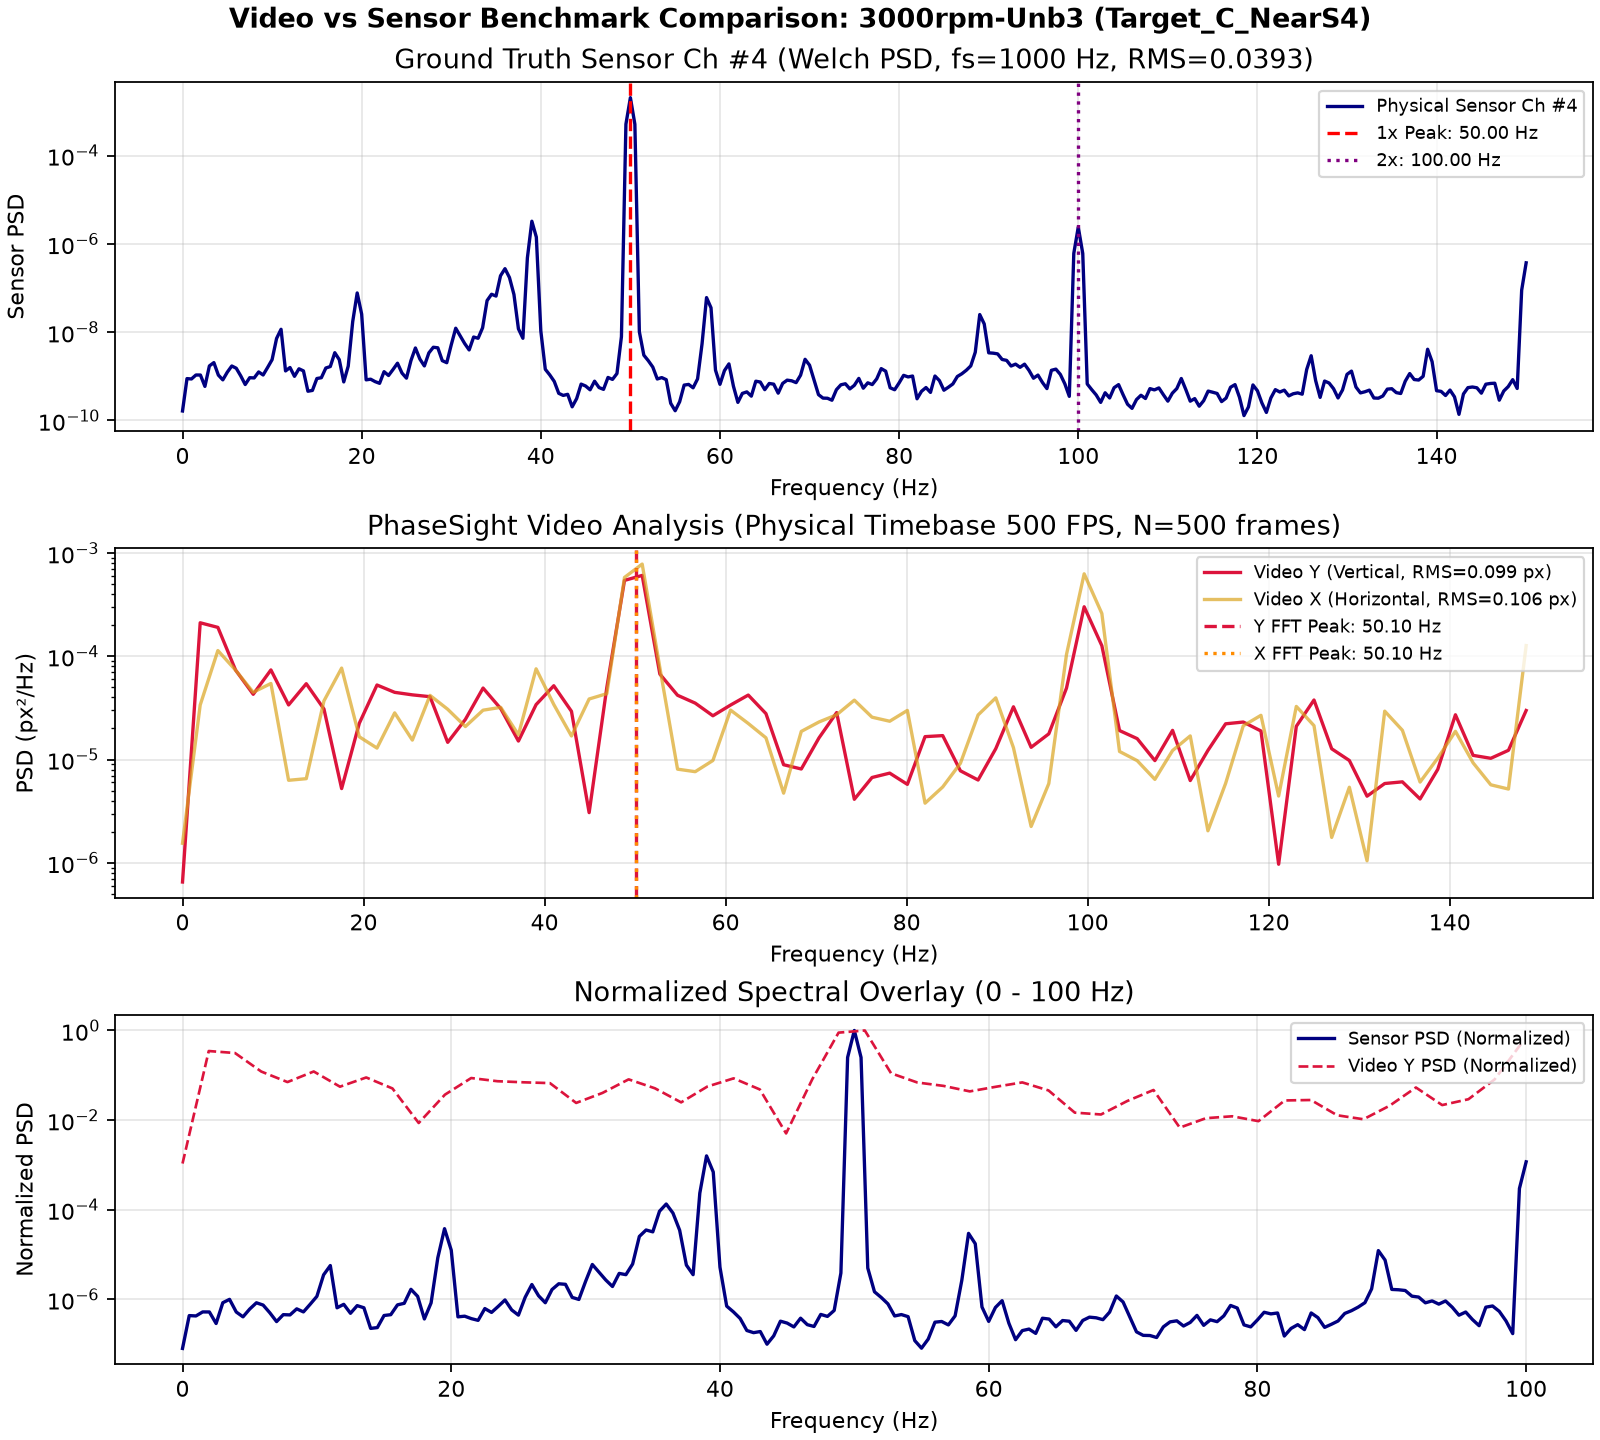 Video vs Sensor Benchmark Comparison: 3000rpm-Unb3 (Target_C_NearS4)
Ground Truth Sensor Ch #4 (Welch PSD, fs=1000 Hz, RMS=0.0393)
Sensor PSD
10⁻⁴
10⁻⁶
10⁻⁸
10⁻¹⁰
Physical Sensor Ch #4
1x Peak: 50.00 Hz
2x: 100.00 Hz
0 20 40 60 80 100 120 140
Frequency (Hz)
PhaseSight Video Analysis (Physical Timebase 500 FPS, N=500 frames)
PSD (px²/Hz)
10⁻³
10⁻⁴
10⁻⁵
10⁻⁶
Video Y (Vertical, RMS=0.099 px)
Video X (Horizontal, RMS=0.106 px)
Y FFT Peak: 50.10 Hz
X FFT Peak: 50.10 Hz
0 20 40 60 80 100 120 140
Frequency (Hz)
Normalized Spectral Overlay (0 - 100 Hz)
Normalized PSD
10⁰
10⁻²
10⁻⁴
10⁻⁶
Sensor PSD (Normalized)
Video Y PSD (Normalized)
0 20 40 60 80 100
Frequency (Hz)